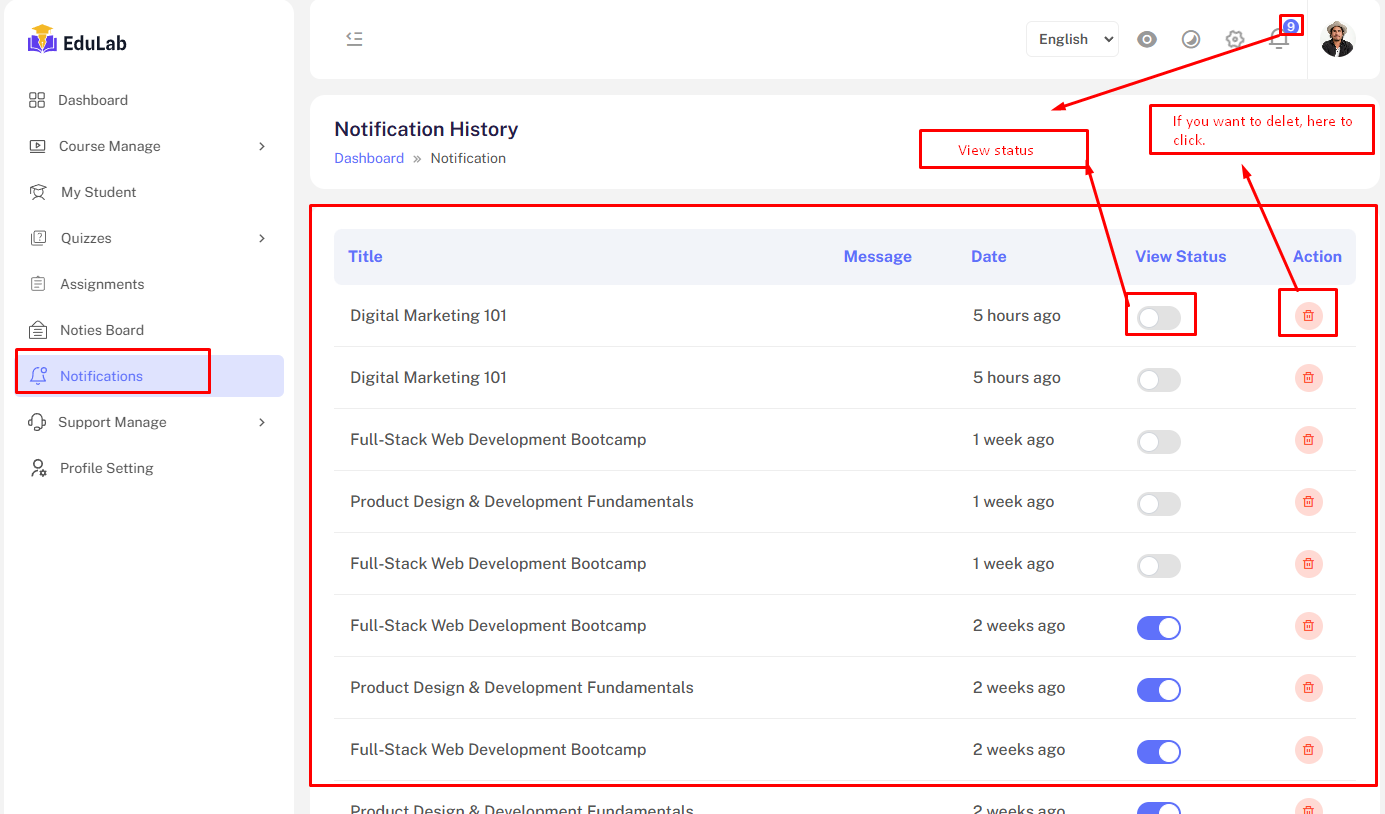 EduLab
English
9
Dashboard
Course Manage
My Student
Quizzes
Assignments
Noties Board
Notifications
Support Manage
Profile Setting
Notification History
Dashboard » Notification
View status
If you want to delet, here to
click.
Title Message Date View Status Action
Digital Marketing 101 5 hours ago
Digital Marketing 101 5 hours ago
Full-Stack Web Development Bootcamp 1 week ago
Product Design & Development Fundamentals 1 week ago
Full-Stack Web Development Bootcamp 1 week ago
Full-Stack Web Development Bootcamp 2 weeks ago
Product Design & Development Fundamentals 2 weeks ago
Full-Stack Web Development Bootcamp 2 weeks ago
Product Design & Development Fundamentals 2 weeks ago